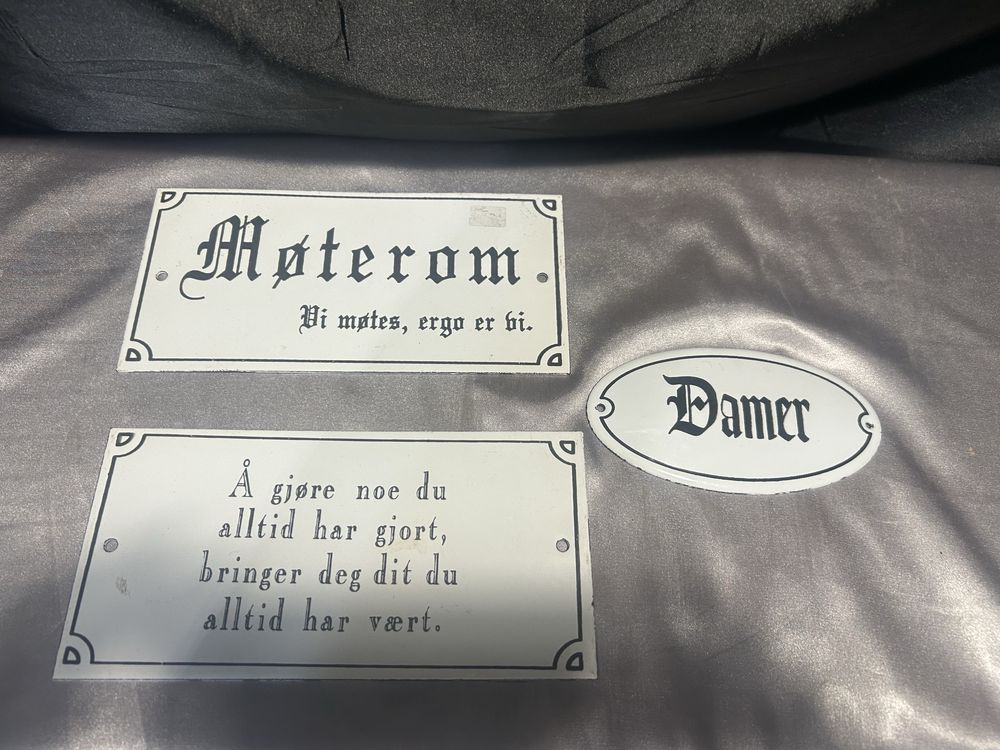 Møterom
Vi møtes, ergo er vi.
Damer
Å gjøre noe du
alltid har gjort,
bringer deg dit du
alltid har vært.